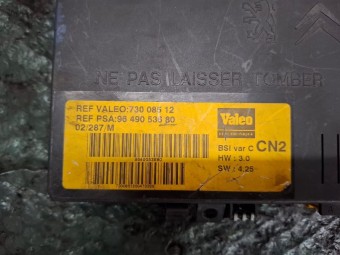 NE PAS LAISSER TOMBER
REF VALEO:730 085 12
REF PSA:96 490 536 80
02/287/M
Valeo
BSI var C CN2
HW : 3.0
SW : 4.25